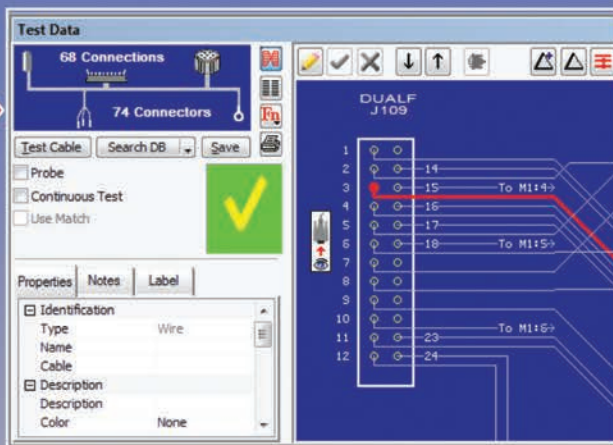 Test Data
68 Connections
74 Connectors
Test Cable
Search DB
Save
Fn
Probe
Continuous Test
Use Match
Properties
Notes
Label
Identification
Type Wire
Name
Cable
Description
Description
Color None
DUALF
J109
1
2 14
3 15 To M1:4>
4 16
5 17
6 18 To M1:5>
7
8
9
10 To M1:6>
11 23
12 24